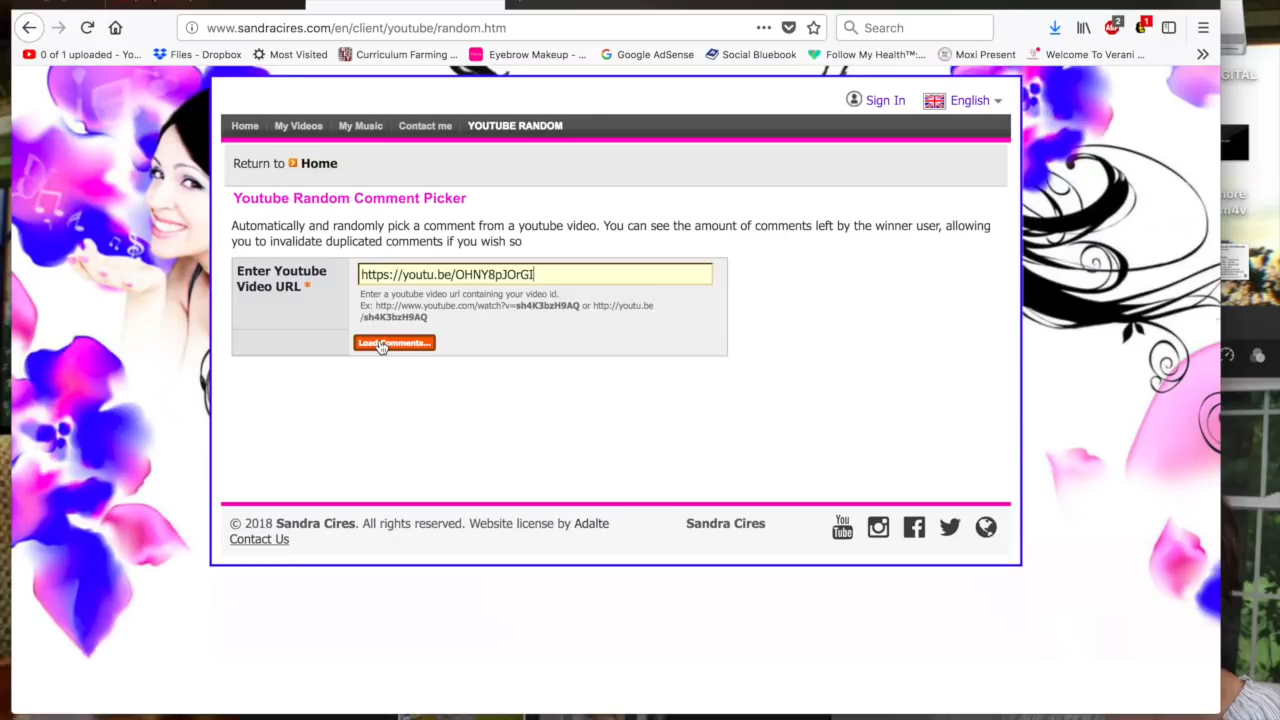 www.sandracires.com/en/client/youtube/random.htm
Search
2
1
0 of 1 uploaded - Yo...
Files - Dropbox
Most Visited
Curriculum Farming ...
Eyebrow Makeup - ...
Google AdSense
Social Bluebook
Follow My Health™:...
Moxi Present
Welcome To Verani ...
Sign In
English
Home
My Videos
My Music
Contact me
YOUTUBE RANDOM
Return to Home
Youtube Random Comment Picker
Automatically and randomly pick a comment from a youtube video. You can see the amount of comments left by the winner user, allowing
you to invalidate duplicated comments if you wish so
Enter Youtube
Video URL *
https://youtu.be/OHNY8pJOrGI
Enter a youtube video url containing your video id.
Ex: http://www.youtube.com/watch?v=sh4K3bzH9AQ or http://youtu.be
/sh4K3bzH9AQ
Load Comments...
© 2018 Sandra Cires. All rights reserved. Website license by Adalte
Contact Us
Sandra Cires
You
Tube